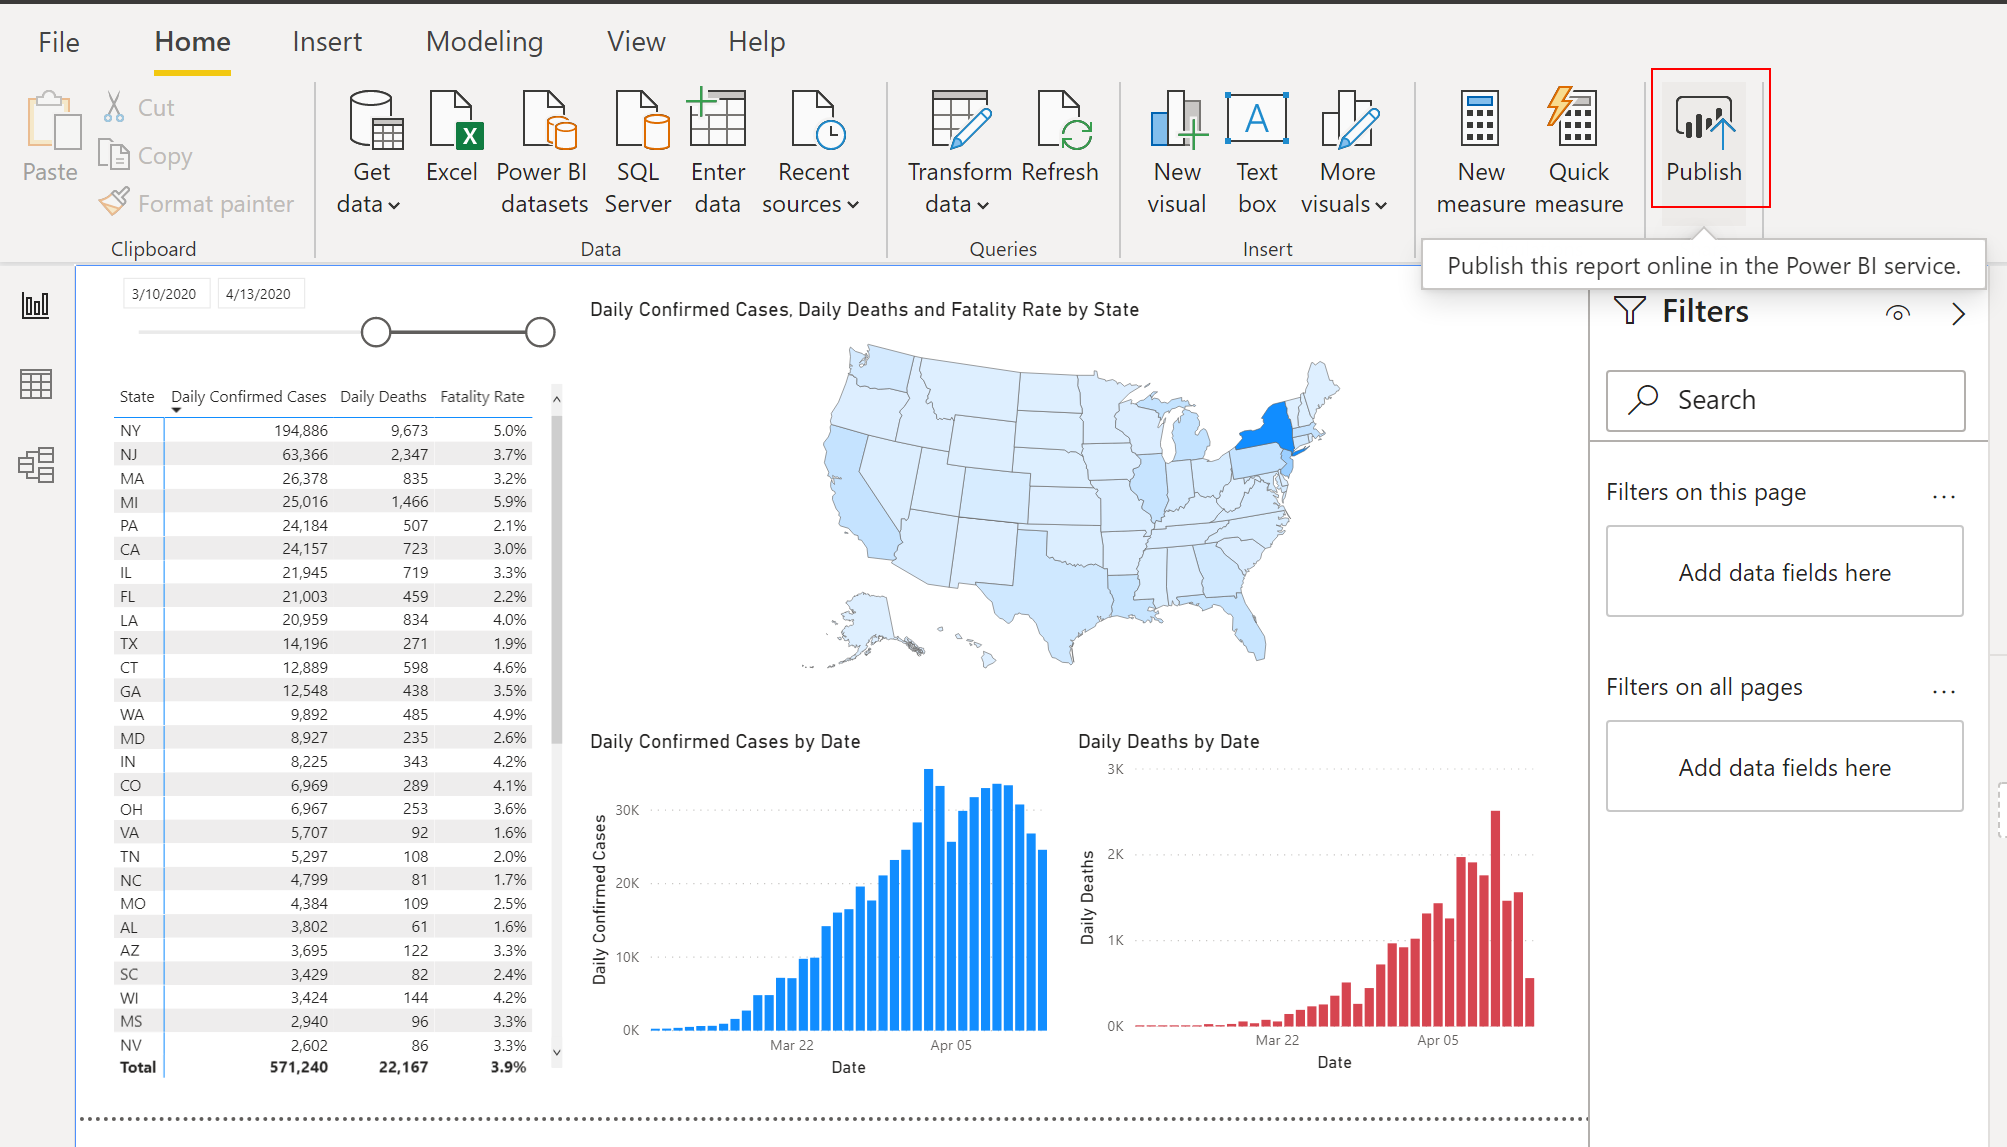 File Home Insert Modeling View Help
Paste
Cut
Copy
Format painter
Clipboard
Get data
Excel
Power BI datasets
SQL Server
Enter data
Recent sources
Data
Transform data
Refresh
Queries
New visual
Text box
More visuals
Insert
New measure
Quick measure
Publish
Publish this report online in the Power BI service.
3/10/2020 4/13/2020
State Daily Confirmed Cases Daily Deaths Fatality Rate
NY 194,886 9,673 5.0%
NJ 63,366 2,347 3.7%
MA 26,378 835 3.2%
MI 25,016 1,466 5.9%
PA 24,184 507 2.1%
CA 24,157 723 3.0%
IL 21,945 719 3.3%
FL 21,003 459 2.2%
LA 20,959 834 4.0%
TX 14,196 271 1.9%
CT 12,889 598 4.6%
GA 12,548 438 3.5%
WA 9,892 485 4.9%
MD 8,927 235 2.6%
IN 8,225 343 4.2%
CO 6,969 289 4.1%
OH 6,967 253 3.6%
VA 5,707 92 1.6%
TN 5,297 108 2.0%
NC 4,799 81 1.7%
MO 4,384 109 2.5%
AL 3,802 61 1.6%
AZ 3,695 122 3.3%
SC 3,429 82 2.4%
WI 3,424 144 4.2%
MS 2,940 96 3.3%
NV 2,602 86 3.3%
Total 571,240 22,167 3.9%
Daily Confirmed Cases, Daily Deaths and Fatality Rate by State
Daily Confirmed Cases by Date
Daily Confirmed Cases
30K
20K
10K
0K
Mar 22 Apr 05
Date
Daily Deaths by Date
Daily Deaths
3K
2K
1K
0K
Mar 22 Apr 05
Date
Filters
Search
Filters on this page ...
Add data fields here
Filters on all pages ...
Add data fields here